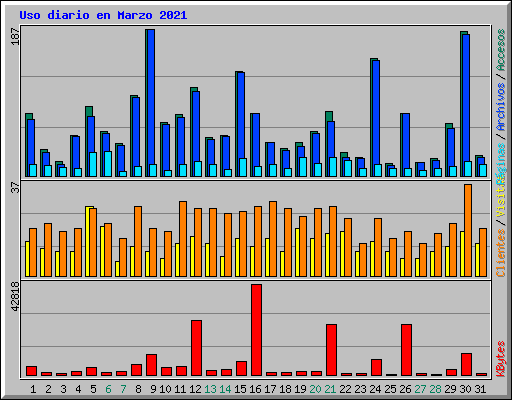 Uso diario en Marzo 2021
187
37
42818
Accesos
/ Archivos /
Páginas
Clientes / visitas
KBytes
1 2 3 4 5 6 7 8 9 10 11 12 13 14 15 16 17 18 19 20 21 22 23 24 25 26 27 28 29 30 31